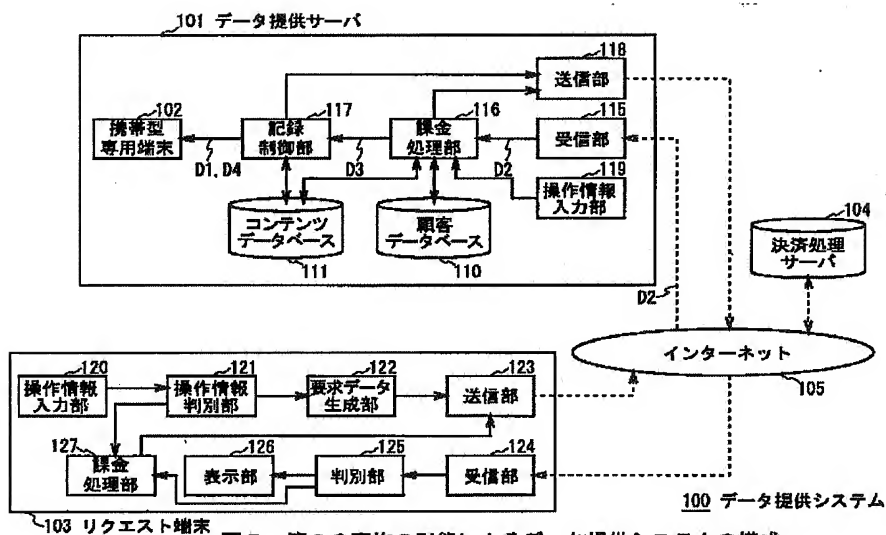 101 データ提供サーバ
118
送信部
102
携帯型
専用端末
117
記録
制御部
116
課金
処理部
115
受信部
D1, D4
D3
D2
119
操作情報
入力部
コンテンツ
データベース
111
顧客
データベース
110
104
決済処理
サーバ
D2
インターネット
105
120
操作情報
入力部
121
操作情報
判別部
122
要求データ
生成部
123
送信部
127
課金
処理部
126
表示部
125
判別部
124
受信部
100 データ提供システム
103 リクエスト端末